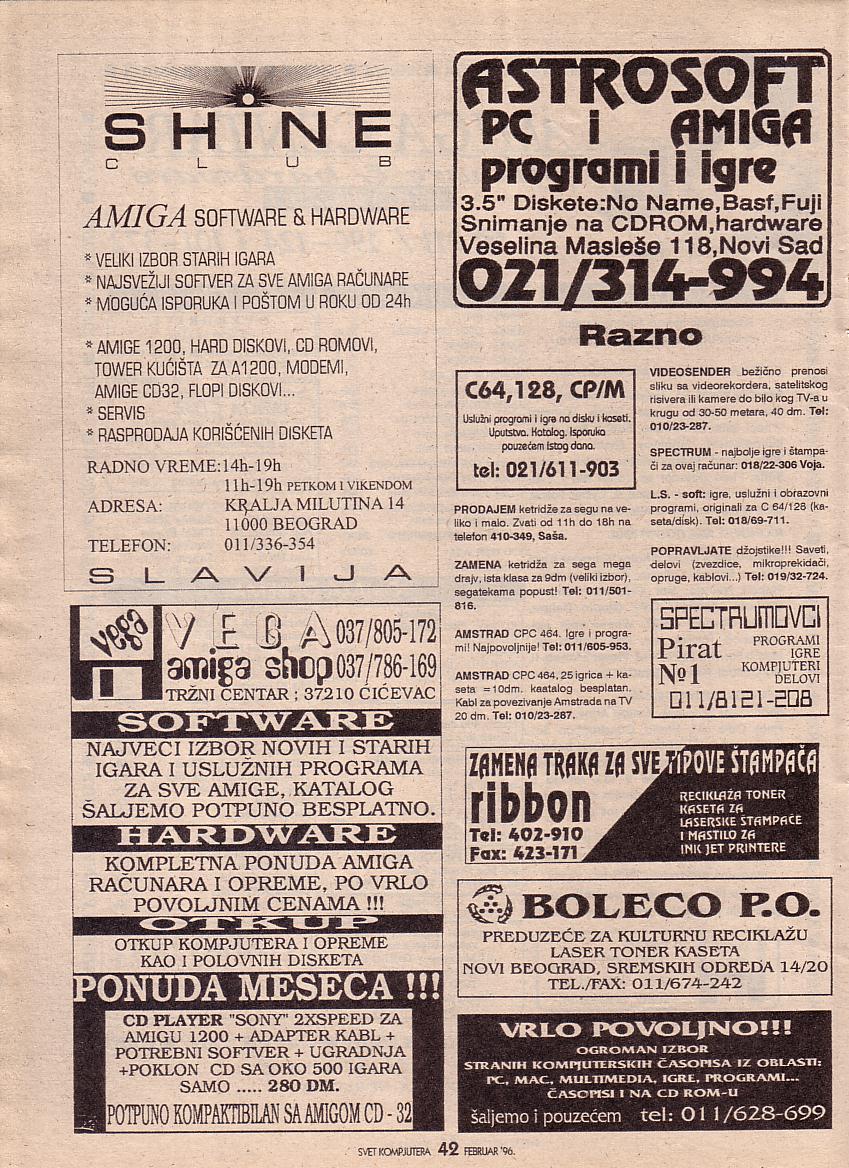 SHINE
CLUB
AMIGA SOFTWARE & HARDWARE
* VELIKI IZBOR STARIH IGARA
* NAJSVEŽIJI SOFTVER ZA SVE AMIGA RAČUNARE
* MOGUĆA ISPORUKA I POŠTOM U ROKU OD 24h
* AMIGE 1200, HARD DISKOVI, CD ROMOVI,
TOWER KUĆIŠTA ZA A1200, MODEMI,
AMIGE CD32, FLOPI DISKOVI...
* SERVIS
* RASPRODAJA KORIŠĆENIH DISKETA
RADNO VREME:14h-19h
11h-19h PETKOM I VIKENDOM
ADRESA: KRALJA MILUTINA 14
11000 BEOGRAD
TELEFON: 011/336-354
SLAVIJA
vega
VEGA 037/805-172
amiga shop 037/786-169
TRŽNI CENTAR ; 37210 ĆIĆEVAC
SOFTWARE
NAJVECI IZBOR NOVIH I STARIH
IGARA I USLUŽNIH PROGRAMA
ZA SVE AMIGE, KATALOG
ŠALJEMO POTPUNO BESPLATNO.
HARDWARE
KOMPLETNA PONUDA AMIGA
RAČUNARA I OPREME, PO VRLO
POVOLJNIM CENAMA !!!
OTKUP
OTKUP KOMPJUTERA I OPREME
KAO I POLOVNIH DISKETA
PONUDA MESECA !!!
CD PLAYER "SONY" 2XSPEED ZA
AMIGU 1200 + ADAPTER KABL +
POTREBNI SOFTVER + UGRADNJA
+POKLON CD SA OKO 500 IGARA
SAMO ..... 280 DM.
POTPUNO KOMPAKTIBILAN SA AMIGOM CD - 32
ASTROSOFT
PC i AMIGA
programi i igre
3.5" Diskete:No Name,Basf,Fuji
Snimanje na CDROM,hardware
Veselina Masleše 118,Novi Sad
021/314-994
Razno
C64,128, CP/M
Uslužni programi i igre na disku i kaseti.
Uputstva. Katalog. Isporuka
pouzećem istog dana.
tel: 021/611-903
PRODAJEM ketridže za segu na ve-
liko i malo. Zvati od 11h do 18h na
telefon 410-349, Saša.
ZAMENA ketridža za sega mega
drajv, ista klasa za 9dm (veliki izbor),
segatekama popust! Tel: 011/501-
816.
AMSTRAD CPC 464. Igre i progra-
mi! Najpovoljnije! Tel: 011/605-953.
AMSTRAD CPC 464, 25 igrica + ka-
seta =10dm. kaatalog besplatan.
Kabl za povezivanje Amstrada na TV
20 dm. Tel: 010/23-287.
VIDEOSENDER bežično prenosi
sliku sa videorekordera, satelitskog
risivera ili kamere do bilo kog TV-a u
krugu od 30-50 metara, 40 dm. Tel:
010/23-287.
SPECTRUM - najbolje igre i štampa-
či za ovaj računar: 018/22-306 Voja.
L.S. - soft: igre, uslužni i obrazovni
programi, originali za C 64/128 (ka-
seta/disk). Tel: 018/69-711.
POPRAVLJATE džojstike!!! Saveti,
delovi (zvezdice, mikroprekidači,
opruge, kablovi...) Tel: 019/32-724.
SPECTRUMOVCI
Pirat
№1
PROGRAMI
IGRE
KOMPJUTERI
DELOVI
011/8121-208
ZAMENA TRAKA ZA SVE TIPOVE ŠTAMPAČA
ribbon
Tel: 402-910
Fax: 423-171
RECIKLAŽA TONER
KASETA ZA
LASERSKE ŠTAMPAČE
I MASTILO ZA
INK JET PRINTERE
BOLECO P.O.
PREDUZEĆE ZA KULTURNU RECIKLAŽU
LASER TONER KASETA
NOVI BEOGRAD, SREMSKIH ODREDA 14/20
TEL./FAX: 011/674-242
VRLO POVOLJNO!!!
OGROMAN IZBOR
STRANIH KOMPJUTERSKIH ČASOPISA IZ OBLASTI:
PC, MAC, MULTIMEDIA, IGRE, PROGRAMI...
ČASOPISI I NA CD ROM-U
šaljemo i pouzećem tel: 011/628-699
SVET KOMPJUTERA 42 FEBRUAR '96.